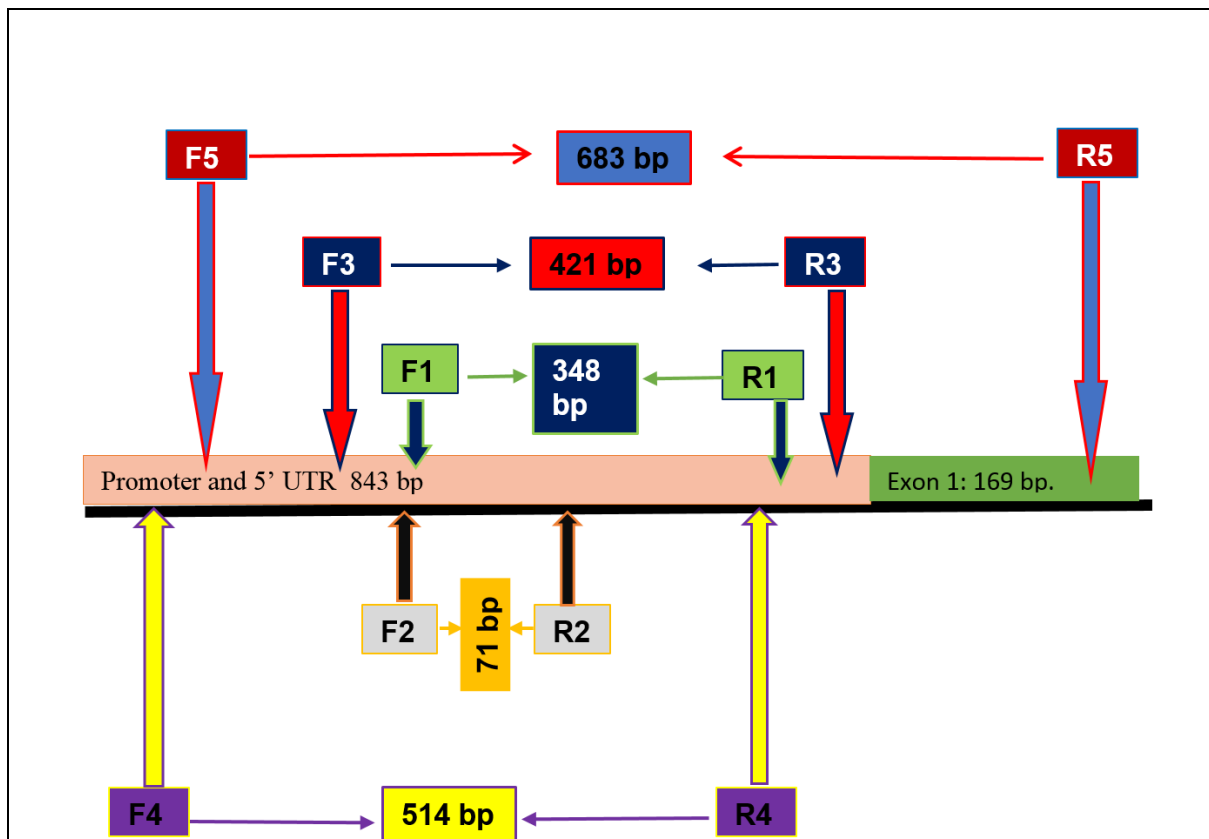 F5
683 bp
R5
F3
421 bp
R3
F1
348
bp
R1
Promoter and 5’ UTR 843 bp
Exon 1: 169 bp.
F2
71 bp
R2
F4
514 bp
R4